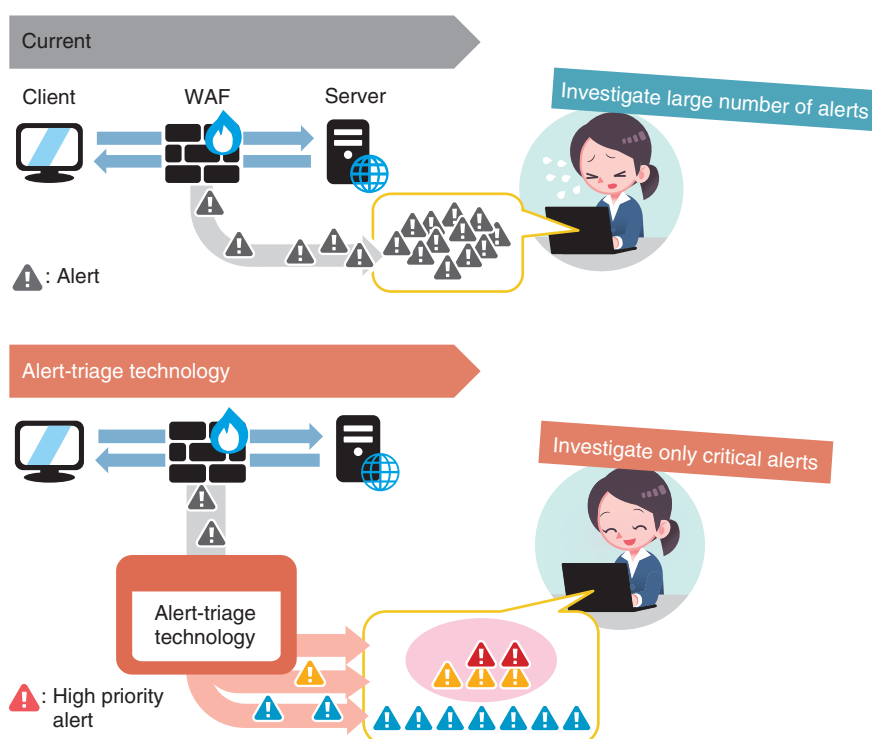 Current
Client
WAF
Server
Investigate large number of alerts
: Alert
Alert-triage technology
Investigate only critical alerts
Alert-triage
technology
: High priority
alert